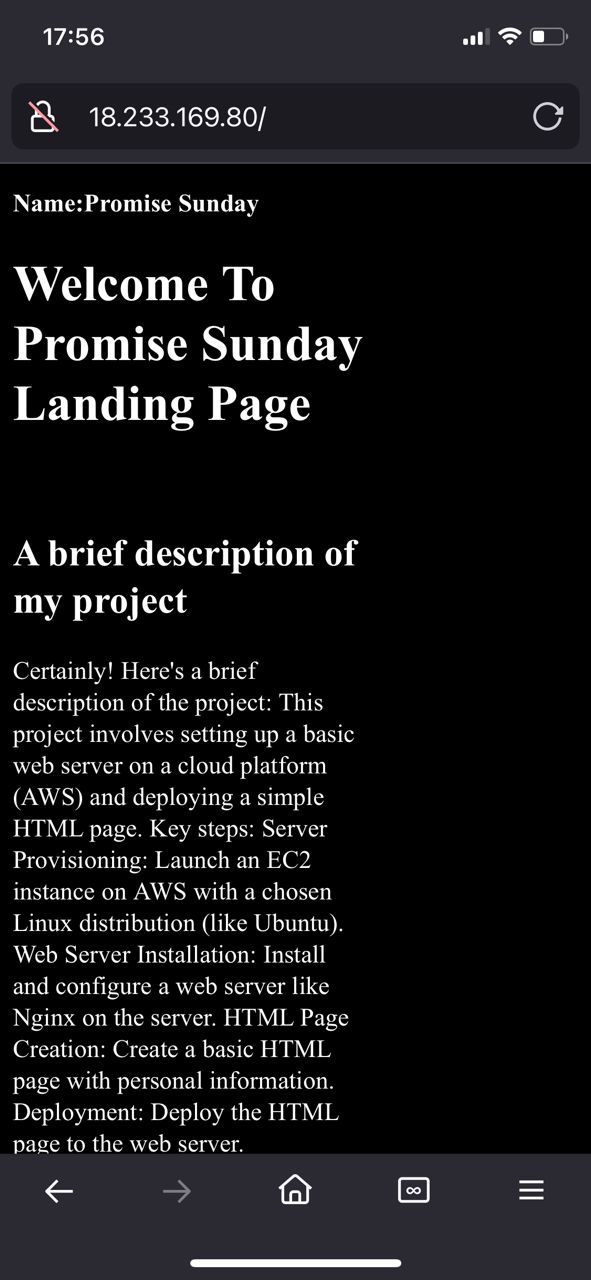 17:56
18.233.169.80/
Name:Promise Sunday
Welcome To
Promise Sunday
Landing Page
A brief description of
my project
Certainly! Here's a brief
description of the project: This
project involves setting up a basic
web server on a cloud platform
(AWS) and deploying a simple
HTML page. Key steps: Server
Provisioning: Launch an EC2
instance on AWS with a chosen
Linux distribution (like Ubuntu).
Web Server Installation: Install
and configure a web server like
Nginx on the server. HTML Page
Creation: Create a basic HTML
page with personal information.
Deployment: Deploy the HTML
page to the web server.
∞